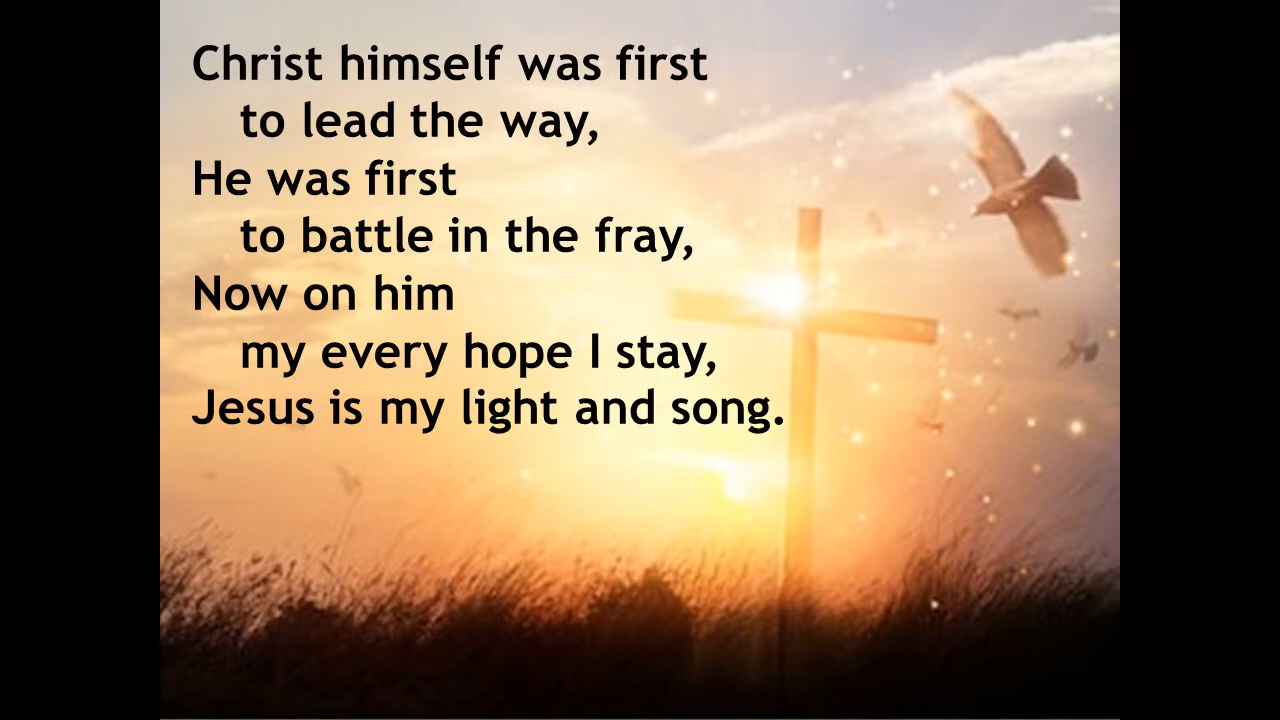 Christ himself was first
to lead the way,
He was first
to battle in the fray,
Now on him
my every hope I stay,
Jesus is my light and song.